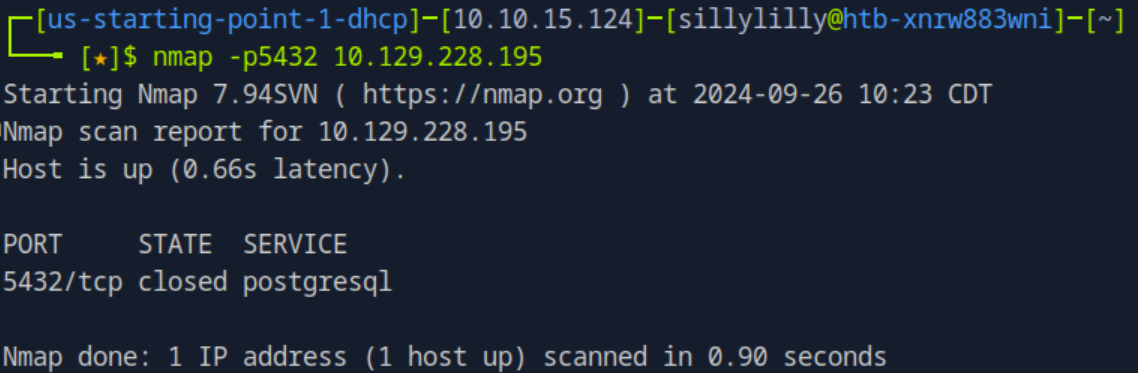 [us-starting-point-1-dhcp]-[10.10.15.124]-[sillylilly@htb-xnrw883wni]-[~]
[★]$ nmap -p5432 10.129.228.195
Starting Nmap 7.94SVN ( https://nmap.org ) at 2024-09-26 10:23 CDT
Nmap scan report for 10.129.228.195
Host is up (0.66s latency).
PORT     STATE  SERVICE
5432/tcp closed postgresql
Nmap done: 1 IP address (1 host up) scanned in 0.90 seconds